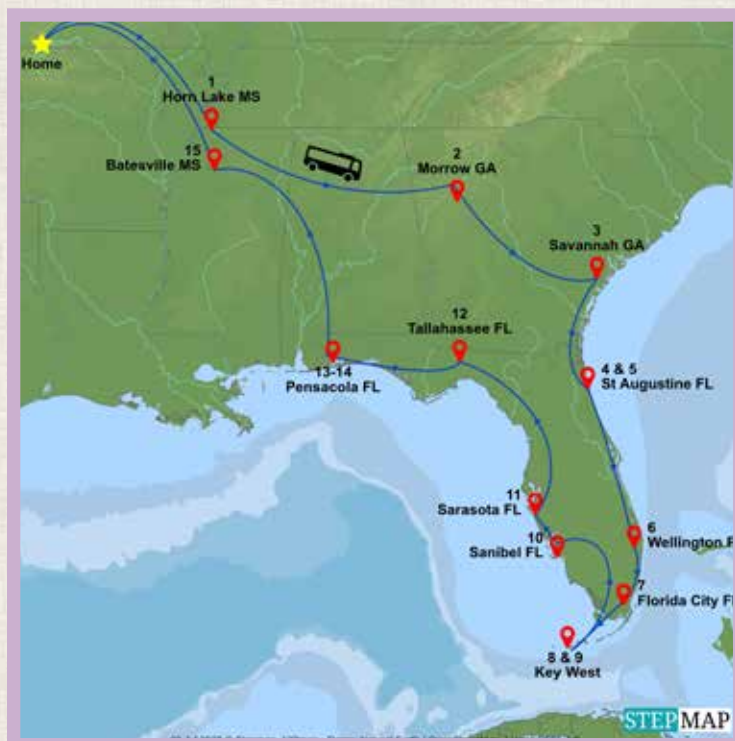 Home
1
Horn Lake MS
15
Batesville MS
2
Morrow GA
3
Savannah GA
12
Tallahassee FL
13-14
Pensacola FL
4 & 5
St Augustine FL
11
Sarasota FL
10
Sanibel FL
6
Wellington F
7
Florida City Fl
8 & 9
Key West
STEPMAP